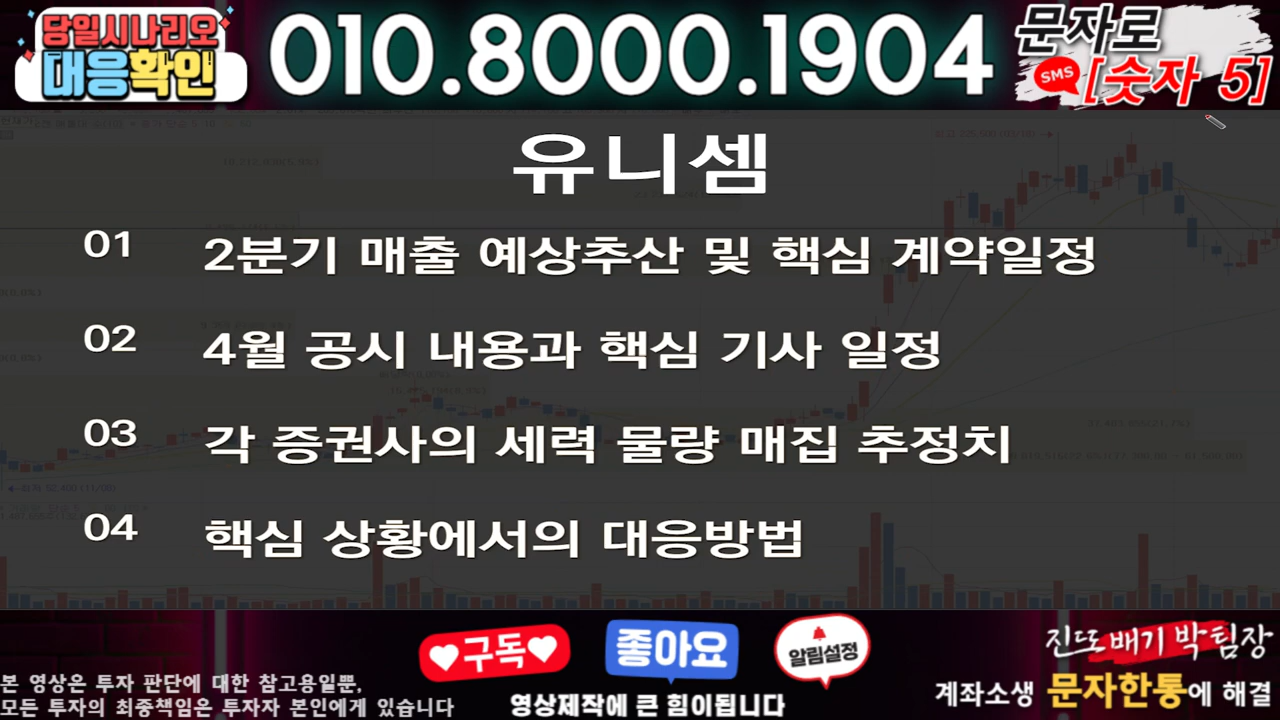 당일시나리오
대응확인
010.8000.1904
문자로
SMS
[숫자 5]
유니셈
01 2분기 매출 예상추산 및 핵심 계약일정
02 4월 공시 내용과 핵심 기사 일정
03 각 증권사의 세력 물량 매집 추정치
04 핵심 상황에서의 대응방법
구독
좋아요
알림설정
영상제작에 큰 힘이됩니다
본 영상은 투자 판단에 대한 참고용일뿐,
모든 투자의 최종책임은 투자자 본인에게 있습니다
진또배기 박팀장
계좌소생 문자한통에 해결